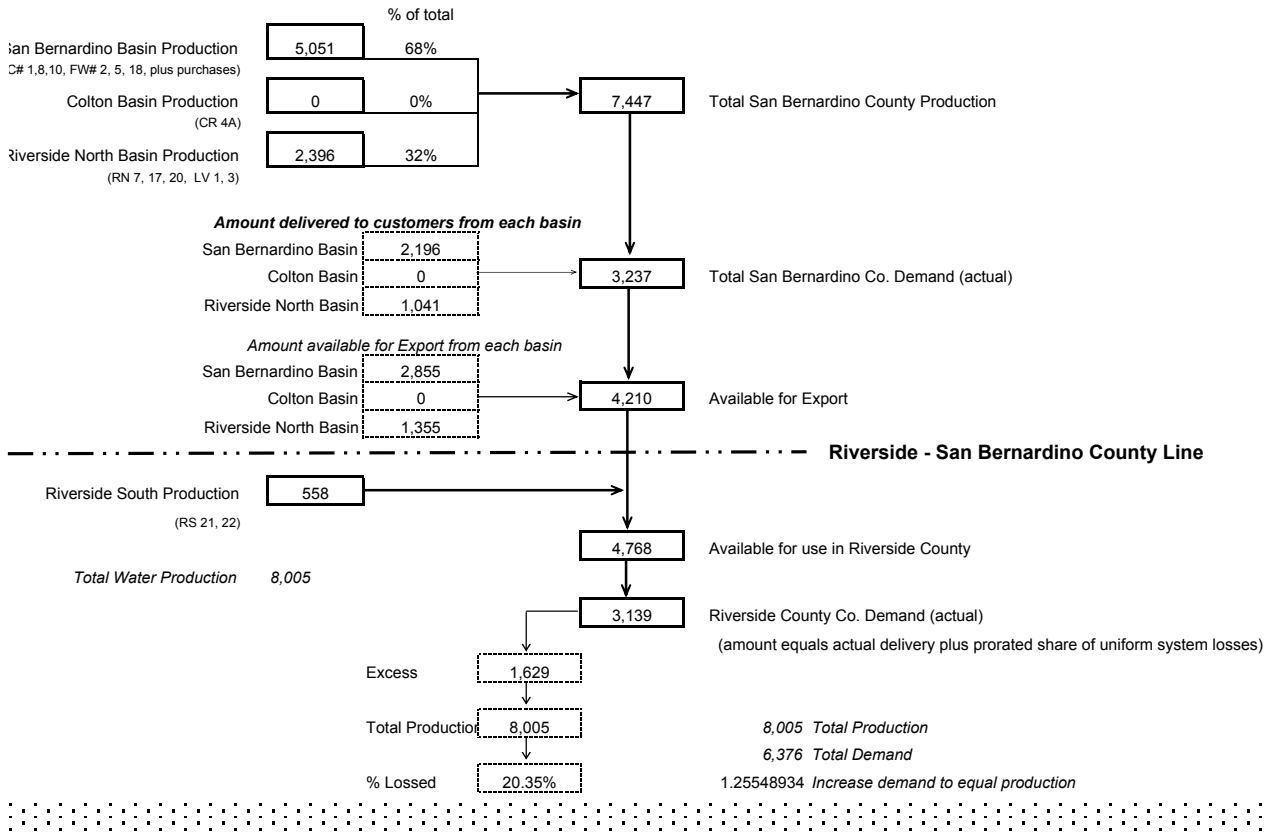 % of total
San Bernardino Basin Production 5,051 68%
C# 1,8,10, FW# 2, 5, 18, plus purchases)
Colton Basin Production 0 0% 7,447 Total San Bernardino County Production
(CR 4A)
Riverside North Basin Production 2,396 32%
(RN 7, 17, 20, LV 1, 3)
Amount delivered to customers from each basin
San Bernardino Basin 2,196
Colton Basin 0 3,237 Total San Bernardino Co. Demand (actual)
Riverside North Basin 1,041
Amount available for Export from each basin
San Bernardino Basin 2,855
Colton Basin 0 4,210 Available for Export
Riverside North Basin 1,355
Riverside - San Bernardino County Line
Riverside South Production 558
(RS 21, 22)
4,768 Available for use in Riverside County
Total Water Production 8,005
3,139 Riverside County Co. Demand (actual)
(amount equals actual delivery plus prorated share of uniform system losses)
Excess 1,629
Total Production 8,005 8,005 Total Production
6,376 Total Demand
% Lossed 20.35% 1.25548934 Increase demand to equal production